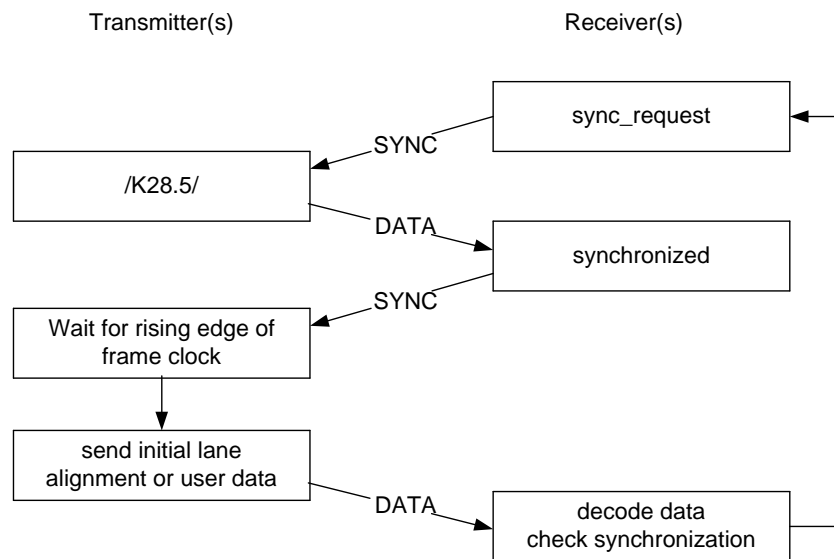 Transmitter(s)
Receiver(s)
sync_request
SYNC
/K28.5/
DATA
synchronized
SYNC
Wait for rising edge of
frame clock
send initial lane
alignment or user data
DATA
decode data
check synchronization